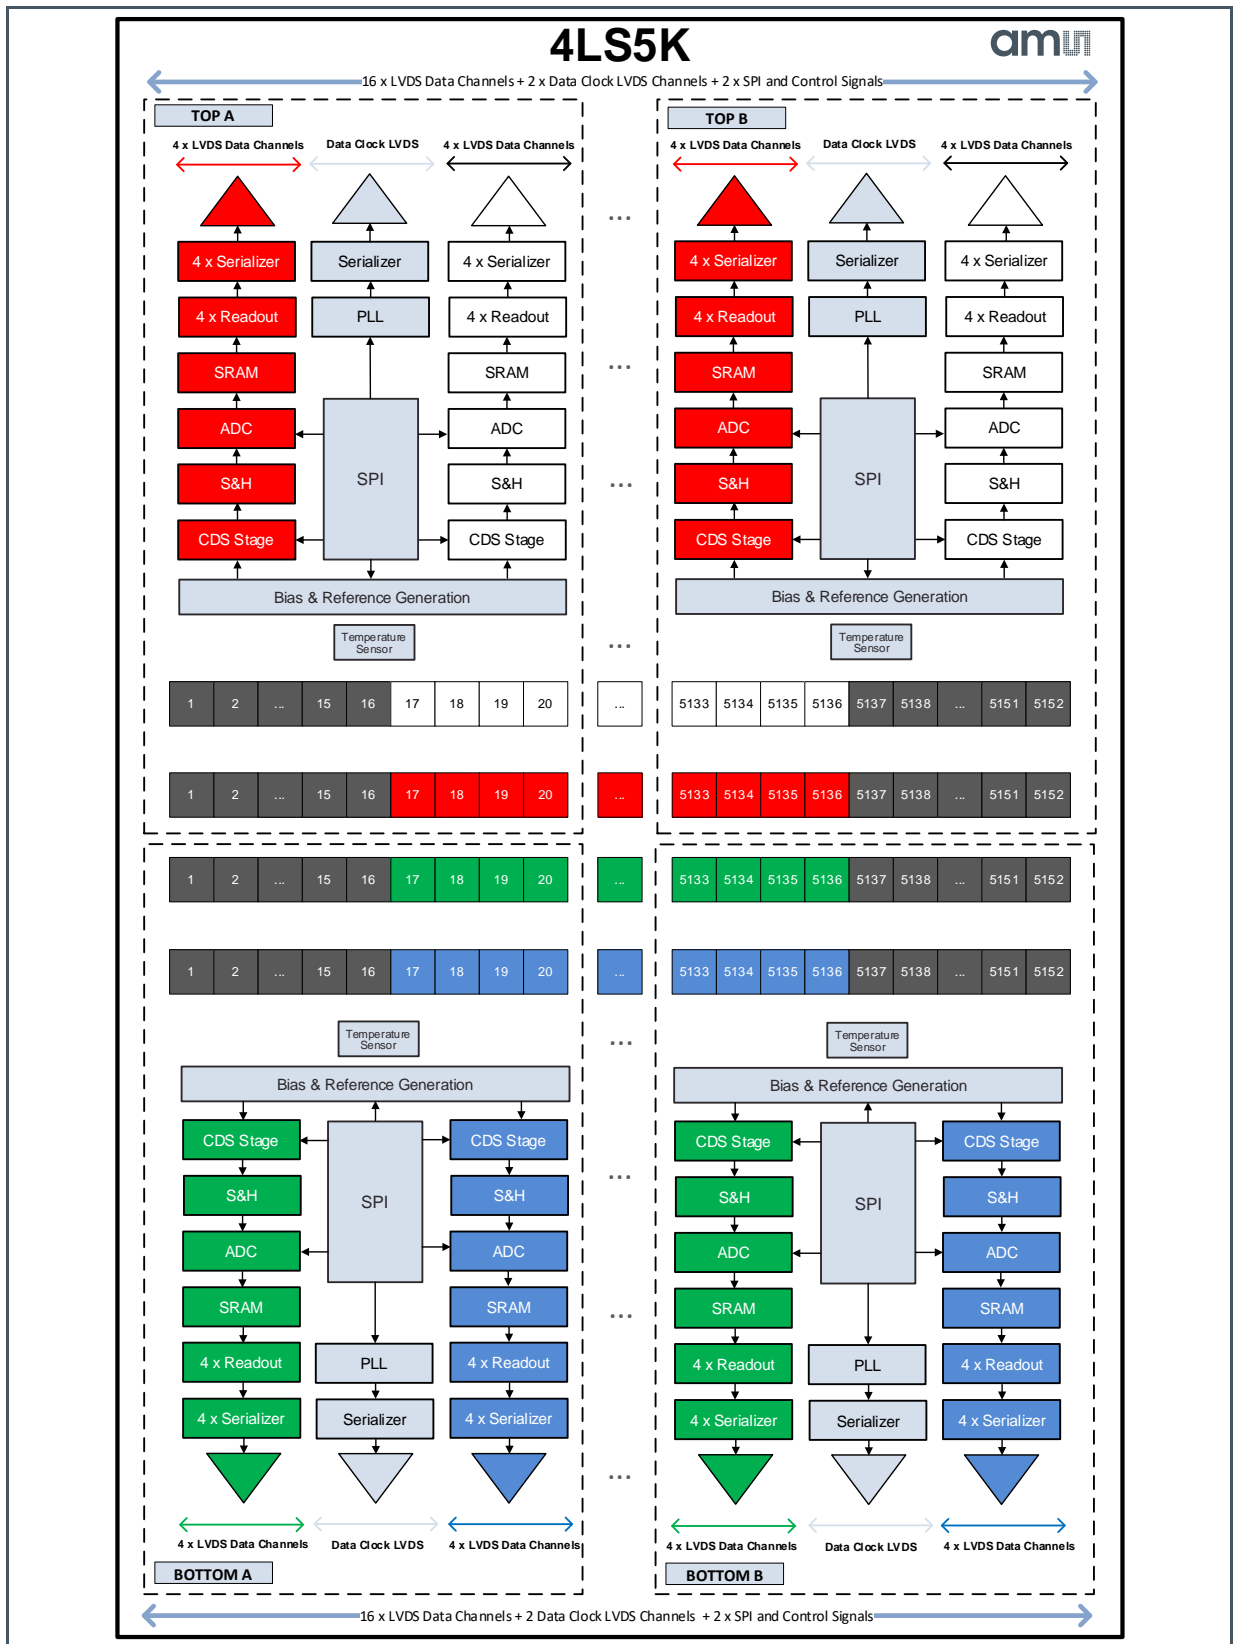 4LS5K
amu
16 x LVDS Data Channels + 2 x Data Clock LVDS Channels + 2 x SPI and Control Signals
TOP A
TOP B
4 x LVDS Data Channels Data Clock LVDS 4 x LVDS Data Channels
4 x LVDS Data Channels Data Clock LVDS 4 x LVDS Data Channels
...
4 x Serializer Serializer 4 x Serializer
4 x Serializer Serializer 4 x Serializer
4 x Readout PLL 4 x Readout
4 x Readout PLL 4 x Readout
SRAM SRAM
...
SRAM SRAM
ADC ADC
ADC ADC
S&H SPI S&H
...
S&H SPI S&H
CDS Stage CDS Stage
CDS Stage CDS Stage
Bias & Reference Generation
Bias & Reference Generation
Temperature
Sensor
...
Temperature
Sensor
1 2 ... 15 16 17 18 19 20 ... 5133 5134 5135 5136 5137 5138 ... 5151 5152
1 2 ... 15 16 17 18 19 20 ... 5133 5134 5135 5136 5137 5138 ... 5151 5152
1 2 ... 15 16 17 18 19 20 ... 5133 5134 5135 5136 5137 5138 ... 5151 5152
1 2 ... 15 16 17 18 19 20 ... 5133 5134 5135 5136 5137 5138 ... 5151 5152
Temperature
Sensor
...
Temperature
Sensor
Bias & Reference Generation
Bias & Reference Generation
CDS Stage CDS Stage
CDS Stage CDS Stage
...
S&H SPI S&H
S&H SPI S&H
ADC ADC
ADC ADC
SRAM SRAM
...
SRAM SRAM
4 x Readout PLL 4 x Readout
4 x Readout PLL 4 x Readout
4 x Serializer Serializer 4 x Serializer
4 x Serializer Serializer 4 x Serializer
...
4 x LVDS Data Channels Data Clock LVDS 4 x LVDS Data Channels
4 x LVDS Data Channels Data Clock LVDS 4 x LVDS Data Channels
BOTTOM A
BOTTOM B
16 x LVDS Data Channels + 2 Data Clock LVDS Channels + 2 x SPI and Control Signals